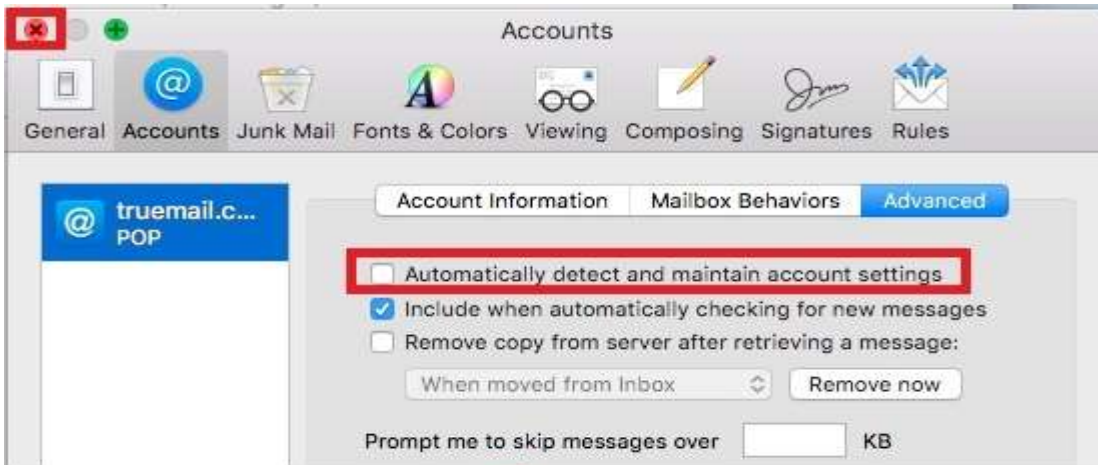 Accounts
General Accounts Junk Mail Fonts & Colors Viewing Composing Signatures Rules
truemail.c...
POP
Account Information Mailbox Behaviors Advanced
Automatically detect and maintain account settings
Include when automatically checking for new messages
Remove copy from server after retrieving a message:
When moved from Inbox Remove now
Prompt me to skip messages over KB